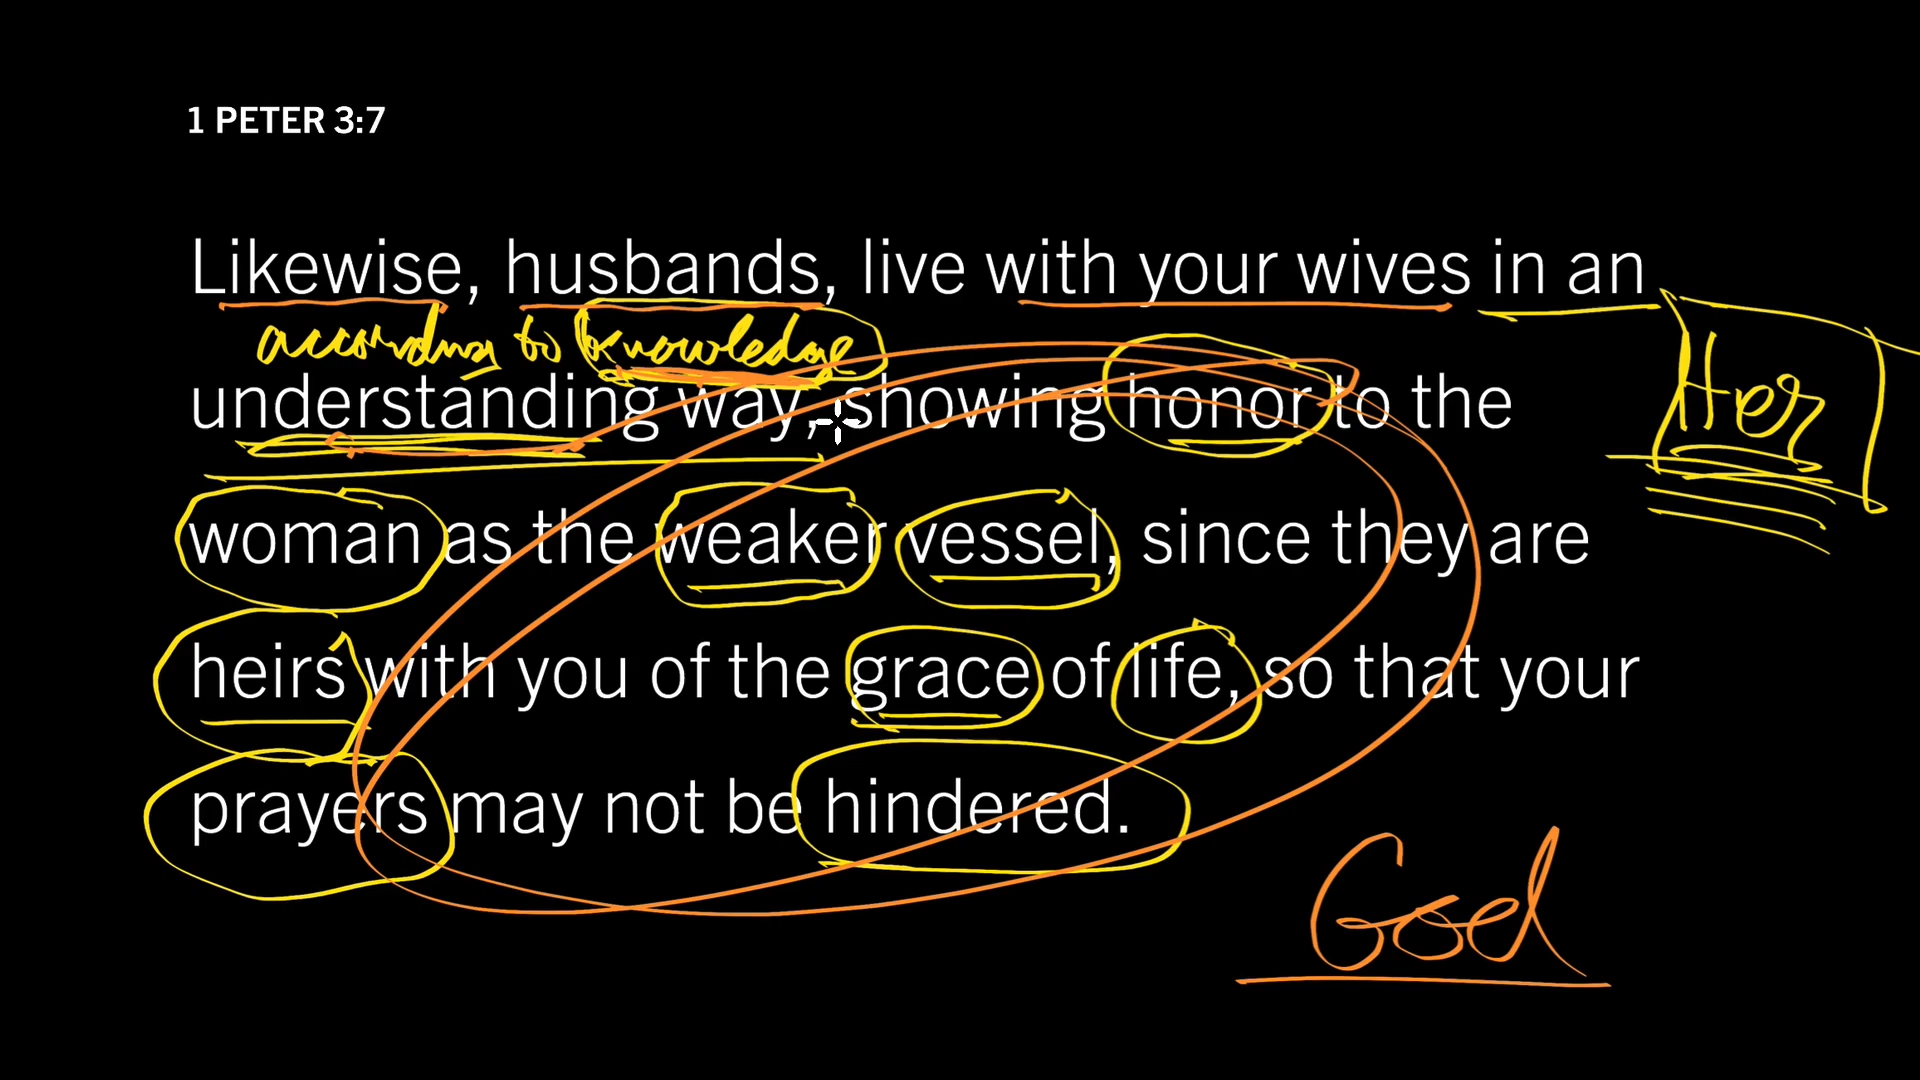 1 PETER 3:7
Likewise, husbands, live with your wives in an
according to knowledge
understanding way, showing honor to the
Her
woman as the weaker vessel, since they are
heirs with you of the grace of life, so that your
prayers may not be hindered.
God